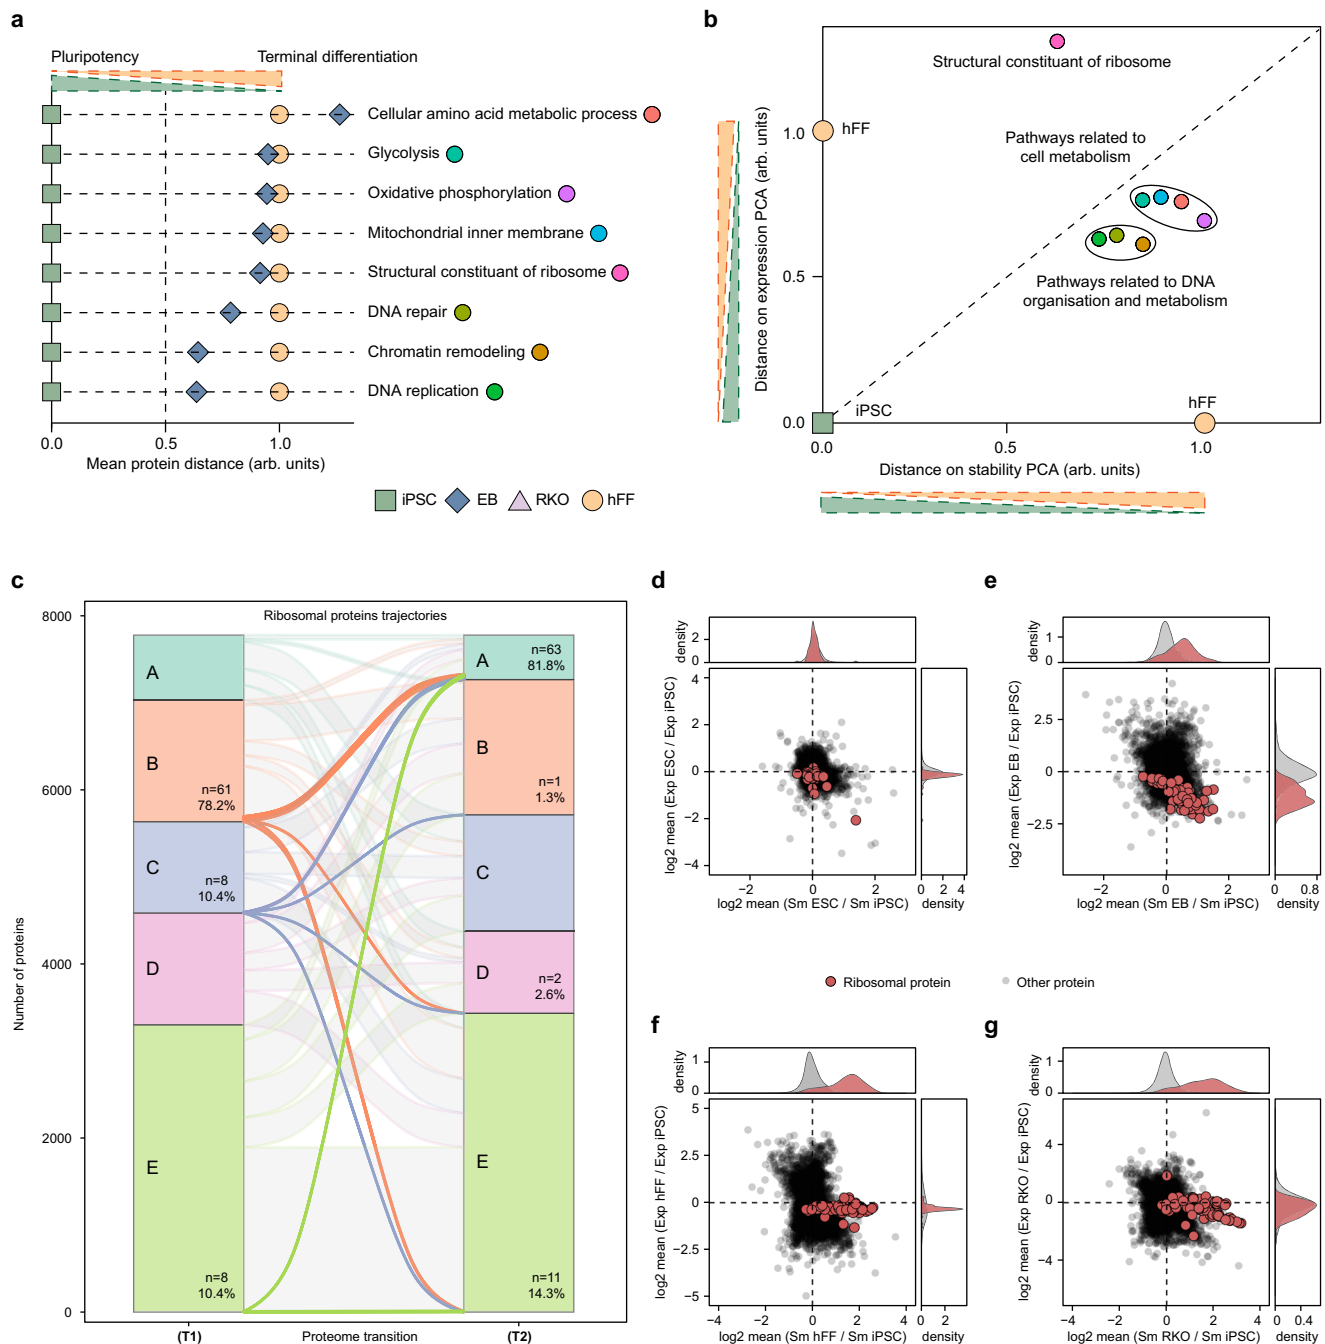 a
Pluripotency
Terminal differentiation
Cellular amino acid metabolic process
Glycolysis
Oxidative phosphorylation
Mitochondrial inner membrane
Structural constituant of ribosome
DNA repair
Chromatin remodeling
DNA replication
0.0
0.5
1.0
Mean protein distance (arb. units)
iPSC
EB
RKO
hFF
b
Structural constituant of ribosome
Pathways related to
cell metabolism
Pathways related to DNA
organisation and metabolism
hFF
iPSC
hFF
1.0
0.5
0.0
Distance on expression PCA (arb. units)
0.0
0.5
1.0
Distance on stability PCA (arb. units)
c
Ribosomal proteins trajectories
8000
6000
4000
2000
0
Number of proteins
A
B
n=61
78.2%
C
n=8
10.4%
D
E
n=8
10.4%
A
n=63
81.8%
B
n=1
1.3%
C
D
n=2
2.6%
E
n=11
14.3%
(T1)
Proteome transition
(T2)
d
density
2
0
4
2
0
−2
−4
log2 mean (Exp ESC / Exp iPSC)
−2
0
2
log2 mean (Sm ESC / Sm iPSC)
0 2 4
density
e
density
1
0
2.5
0
−2.5
log2 mean (Exp EB / Exp iPSC)
−2
0
2
log2 mean (Sm EB / Sm iPSC)
0 0.8
density
Ribosomal protein
Other protein
f
density
1
0
5
2.5
0
−2.5
−5
log2 mean (Exp hFF / Exp iPSC)
−4
−2
0
2
4
log2 mean (Sm hFF / Sm iPSC)
0 2
density
g
density
1
0
4
0
−4
log2 mean (Exp RKO / Exp iPSC)
−4
−2
0
2
4
log2 mean (Sm RKO / Sm iPSC)
0 0.4
density